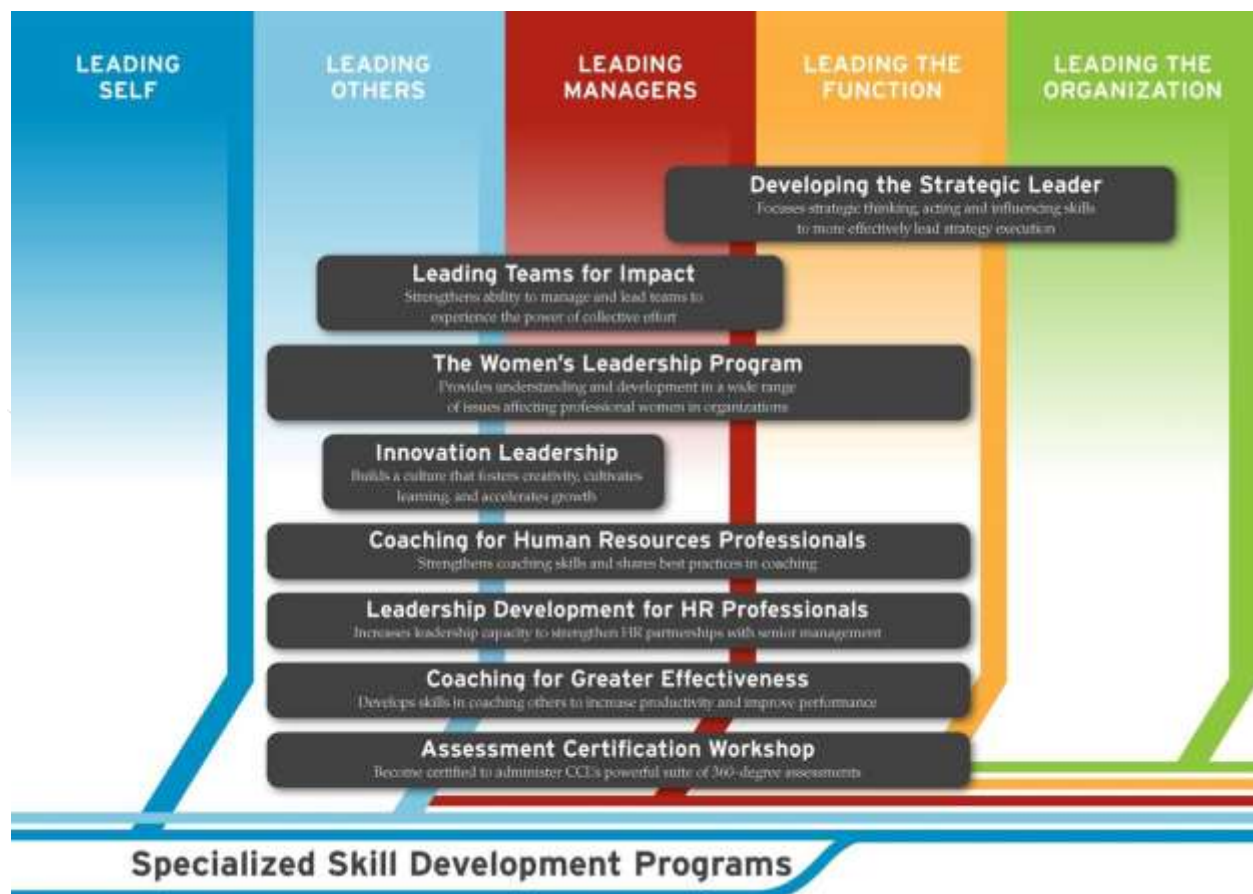 LEADING
SELF
LEADING
OTHERS
LEADING
MANAGERS
LEADING THE
FUNCTION
LEADING THE
ORGANIZATION
Developing the Strategic Leader
Focuses strategic thinking, acting and influencing skills
to more effectively lead strategy execution
Leading Teams for Impact
Strengthens ability to manage and lead teams to
experience the power of collective effort
The Women's Leadership Program
Provides understanding and development in a wide range
of issues affecting professional women in organizations
Innovation Leadership
Builds a culture that fosters creativity, cultivates
learning, and accelerates growth
Coaching for Human Resources Professionals
Strengthens coaching skills and shares best practices in coaching
Leadership Development for HR Professionals
Increases leadership capacity to strengthen HR partnerships with senior management
Coaching for Greater Effectiveness
Develops skills in coaching others to increase productivity and improve performance
Assessment Certification Workshop
Become certified to administer CCL's powerful suite of 360-degree assessments
Specialized Skill Development Programs